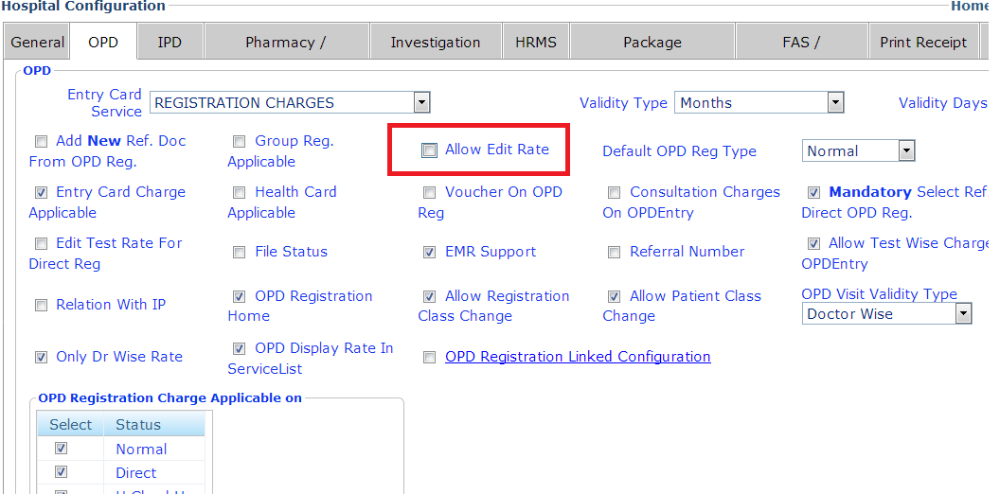 Hospital Configuration
Home
General OPD IPD Pharmacy / Investigation HRMS Package FAS / Print Receipt
OPD
Entry Card Service REGISTRATION CHARGES Validity Type Months Validity Days
Add New Ref. Doc From OPD Reg.
Group Reg. Applicable
Allow Edit Rate
Default OPD Reg Type Normal
Entry Card Charge Applicable
Health Card Applicable
Voucher On OPD Reg
Consultation Charges On OPDEntry
Mandatory Select Ref. Direct OPD Reg.
Edit Test Rate For Direct Reg
File Status
EMR Support
Referral Number
Allow Test Wise Charge OPDEntry
Relation With IP
OPD Registration Home
Allow Registration Class Change
Allow Patient Class Change
OPD Visit Validity Type
Doctor Wise
Only Dr Wise Rate
OPD Display Rate In ServiceList
OPD Registration Linked Configuration
OPD Registration Charge Applicable on
Select Status
Normal
Direct